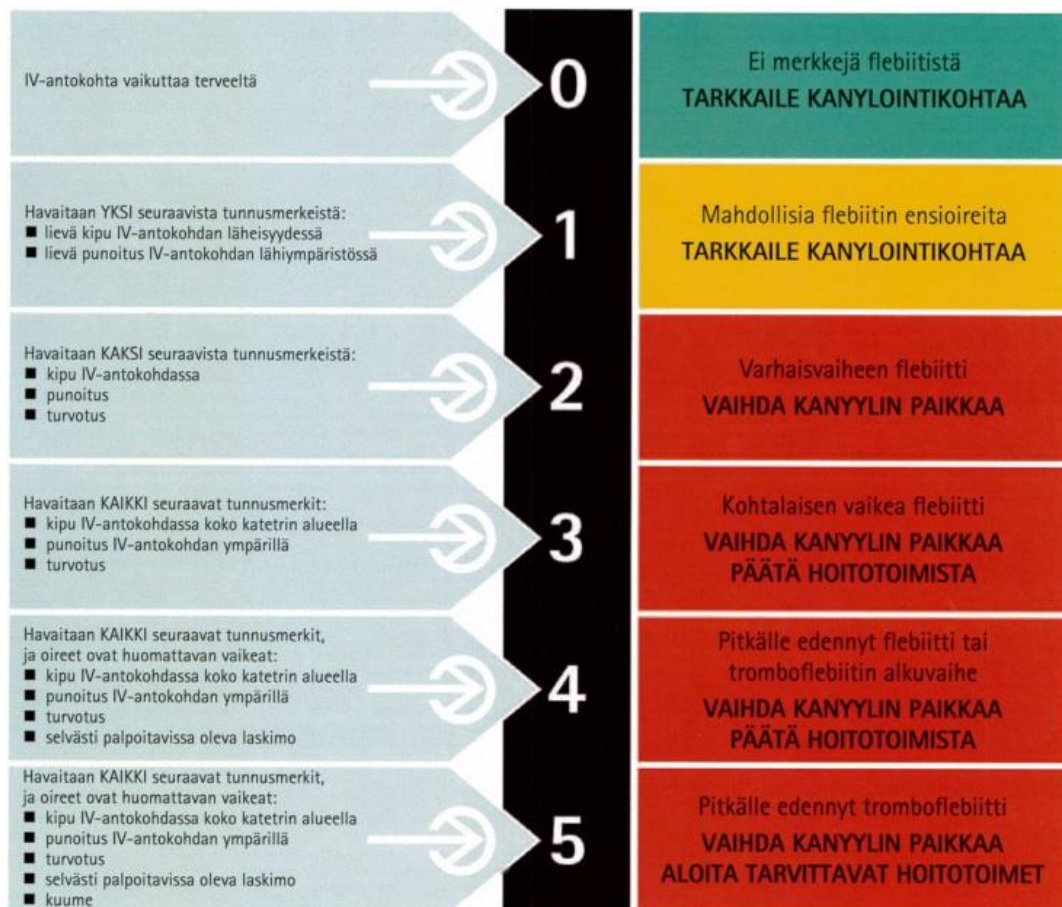 IV-antokohta vaikuttaa terveeltä
0
Ei merkkejä flebiitistä
TARKKAILE KANYLOINTIKOHTAA
Havaitaan YKSI seuraavista tunnusmerkeistä:
■ lievä kipu IV-antokohdan läheisyydessä
■ lievä punoitus IV-antokohdan lähiympäristössä
1
Mahdollisia flebiitin ensioireita
TARKKAILE KANYLOINTIKOHTAA
Havaitaan KAKSI seuraavista tunnusmerkeistä:
■ kipu IV-antokohdassa
■ punoitus
■ turvotus
2
Varhaisvaiheen flebiitti
VAIHDA KANYYLIN PAIKKAA
Havaitaan KAIKKI seuraavat tunnusmerkit:
■ kipu IV-antokohdassa koko katetrin alueella
■ punoitus IV-antokohdan ympärillä
■ turvotus
3
Kohtalaisen vaikea flebiitti
VAIHDA KANYYLIN PAIKKAA
PÄÄTÄ HOITOTOIMISTA
Havaitaan KAIKKI seuraavat tunnusmerkit,
ja oireet ovat huomattavan vaikeat:
■ kipu IV-antokohdassa koko katetrin alueella
■ punoitus IV-antokohdan ympärillä
■ turvotus
■ selvästi palpoitavissa oleva laskimo
4
Pitkälle edennyt flebiitti tai
tromboflebiitin alkuvaihe
VAIHDA KANYYLIN PAIKKAA
PÄÄTÄ HOITOTOIMISTA
Havaitaan KAIKKI seuraavat tunnusmerkit,
ja oireet ovat huomattavan vaikeat:
■ kipu IV-antokohdassa koko katetrin alueella
■ punoitus IV-antokohdan ympärillä
■ turvotus
■ selvästi palpoitavissa oleva laskimo
■ kuume
5
Pitkälle edennyt tromboflebiitti
VAIHDA KANYYLIN PAIKKAA
ALOITA TARVITTAVAT HOITOTOIMET